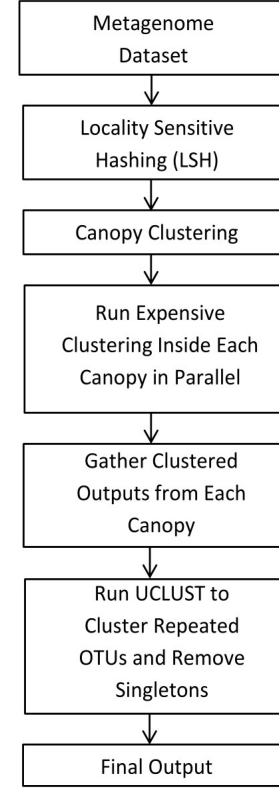 Metagenome
Dataset
Locality Sensitive
Hashing (LSH)
Canopy Clustering
Run Expensive
Clustering Inside Each
Canopy in Parallel
Gather Clustered
Outputs from Each
Canopy
Run UCLUST to
Cluster Repeated
OTUs and Remove
Singletons
Final Output